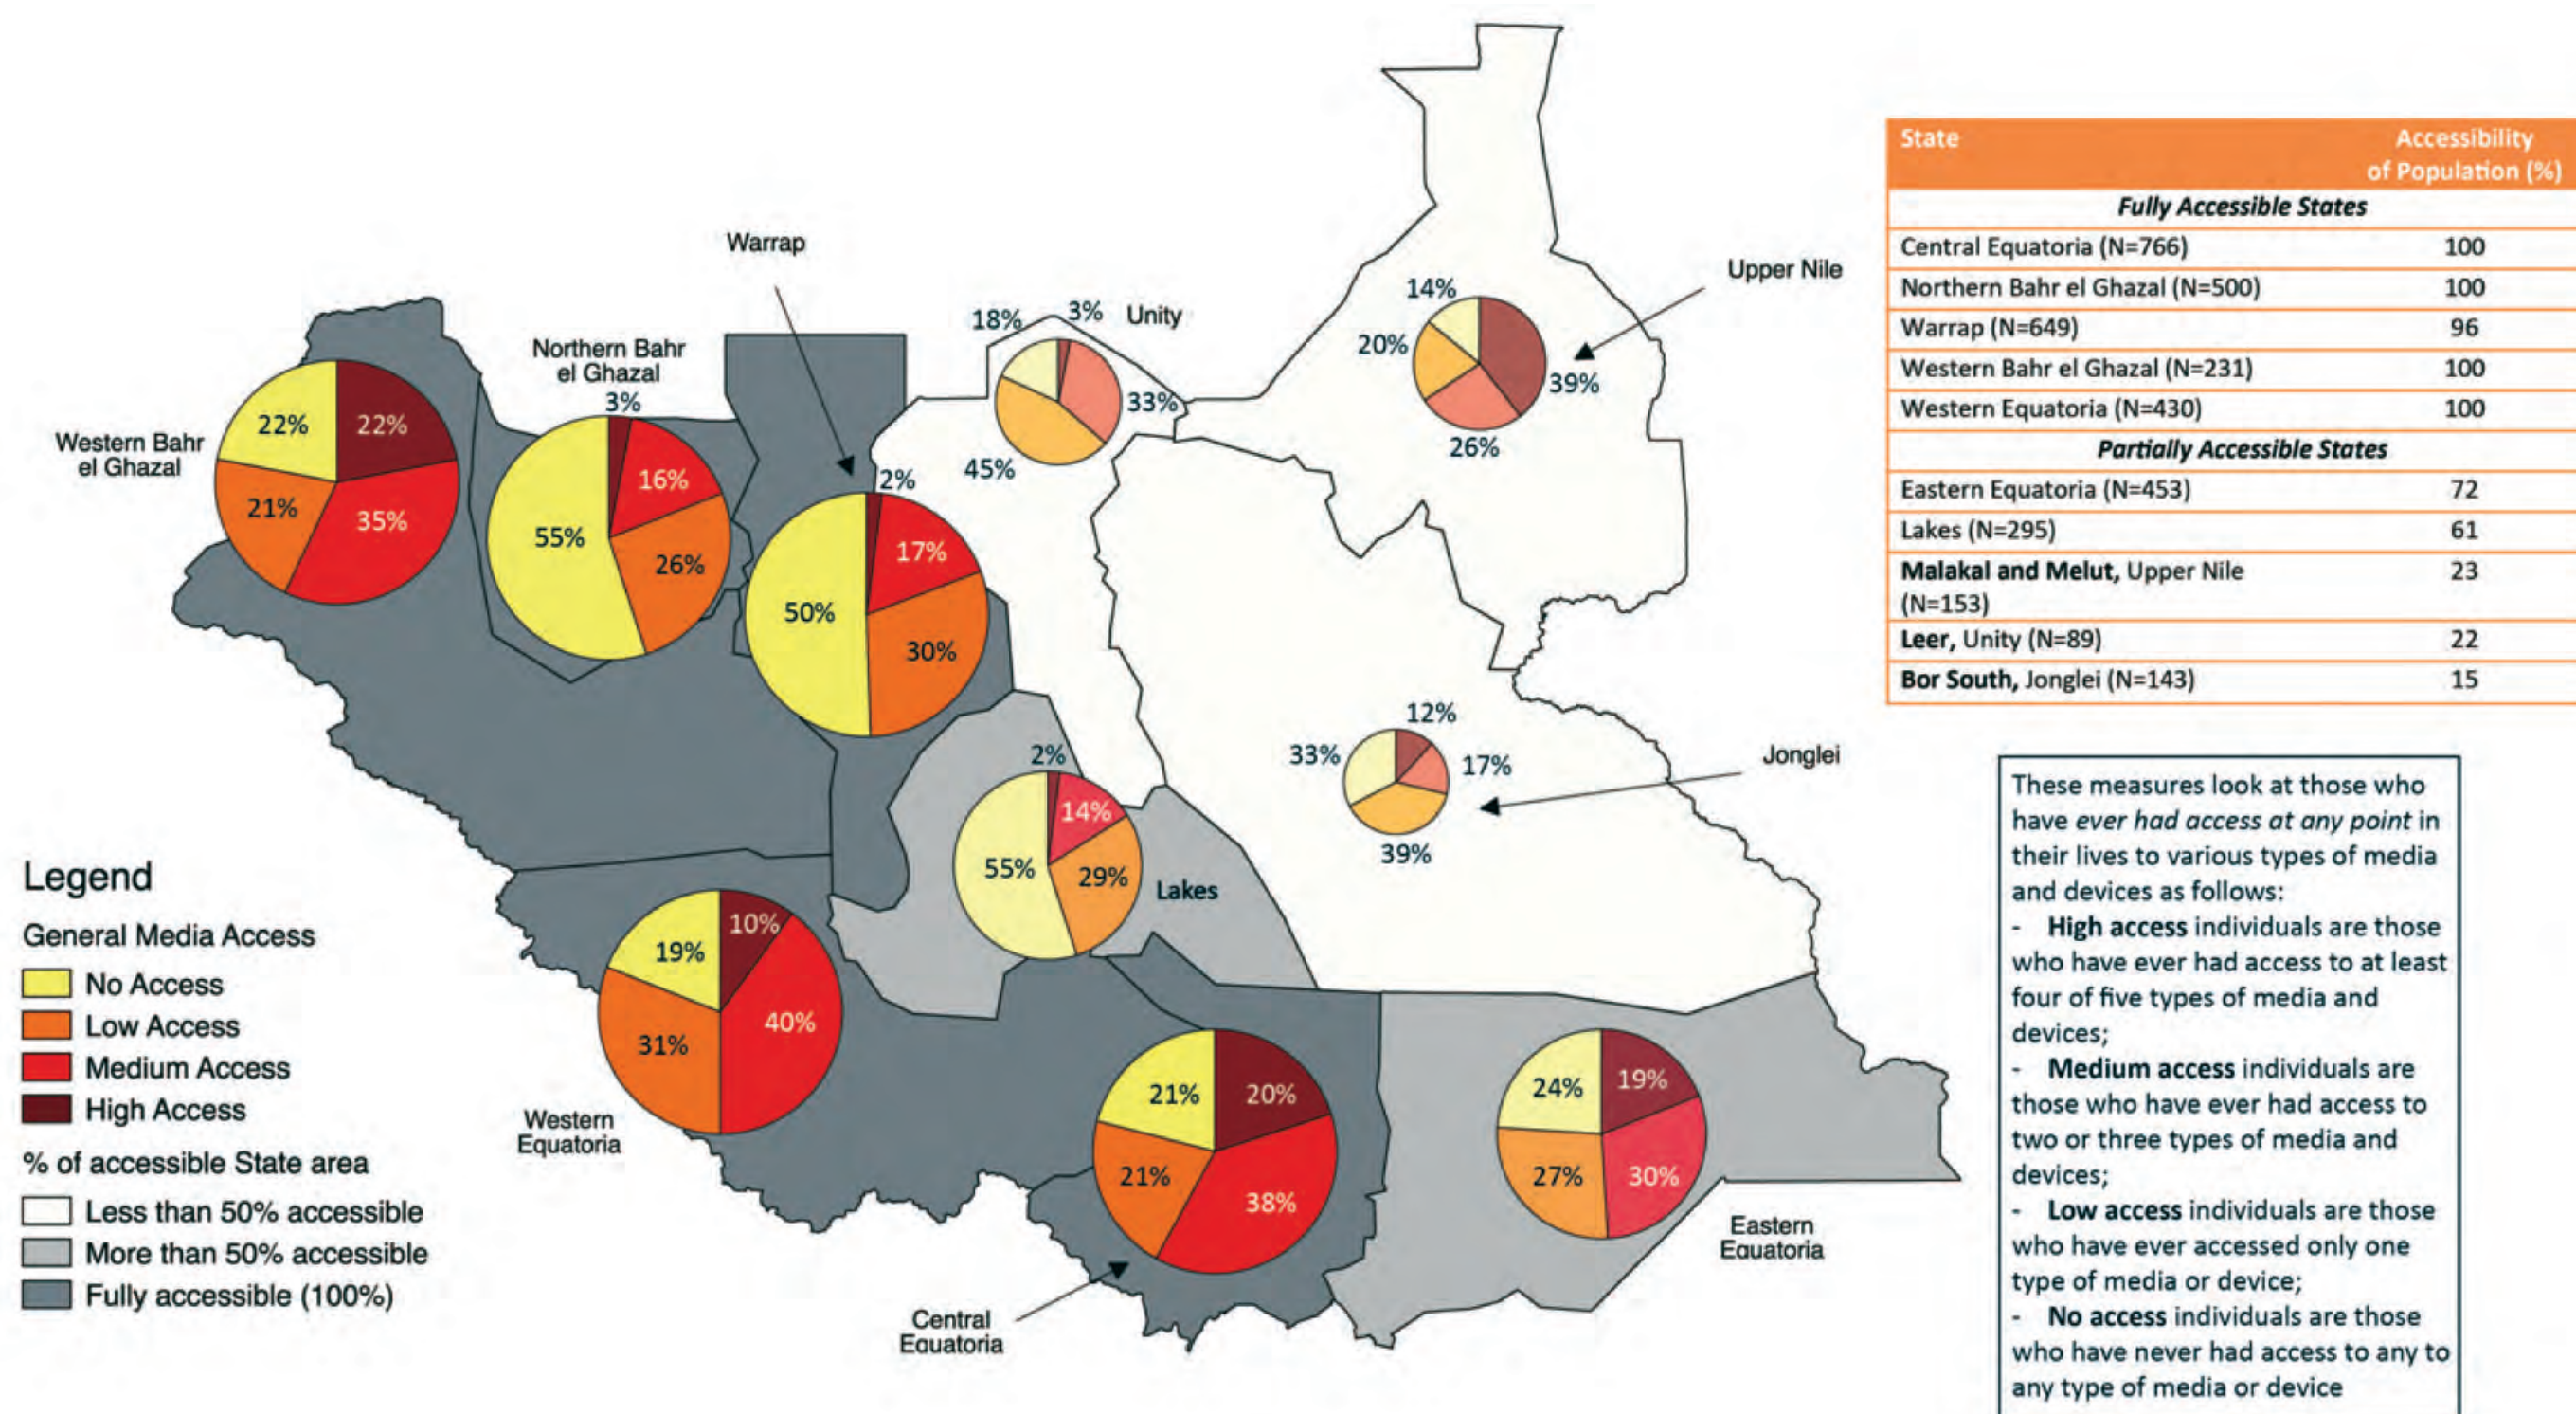 Warrap
Unity
18%
3%
33%
45%
Upper Nile
14%
20%
39%
26%
Northern Bahr
el Ghazal
3%
16%
55%
26%
Western Bahr
el Ghazal
22%
22%
21%
35%
2%
17%
50%
30%
Jonglei
12%
33%
17%
39%
2%
14%
55%
29%
Lakes
10%
19%
40%
31%
Western
Equatoria
21%
20%
21%
38%
Central
Equatoria
24%
19%
27%
30%
Eastern
Equatoria
Legend
General Media Access
No Access
Low Access
Medium Access
High Access
% of accessible State area
Less than 50% accessible
More than 50% accessible
Fully accessible (100%)
State Accessibility
of Population (%)
Fully Accessible States
Central Equatoria (N=766) 100
Northern Bahr el Ghazal (N=500) 100
Warrap (N=649) 96
Western Bahr el Ghazal (N=231) 100
Western Equatoria (N=430) 100
Partially Accessible States
Eastern Equatoria (N=453) 72
Lakes (N=295) 61
Malakal and Melut, Upper Nile 23
(N=153)
Leer, Unity (N=89) 22
Bor South, Jonglei (N=143) 15
These measures look at those who
have ever had access at any point in
their lives to various types of media
and devices as follows:
- High access individuals are those
who have ever had access to at least
four of five types of media and
devices;
- Medium access individuals are
those who have ever had access to
two or three types of media and
devices;
- Low access individuals are those
who have ever accessed only one
type of media or device;
- No access individuals are those
who have never had access to any to
any type of media or device